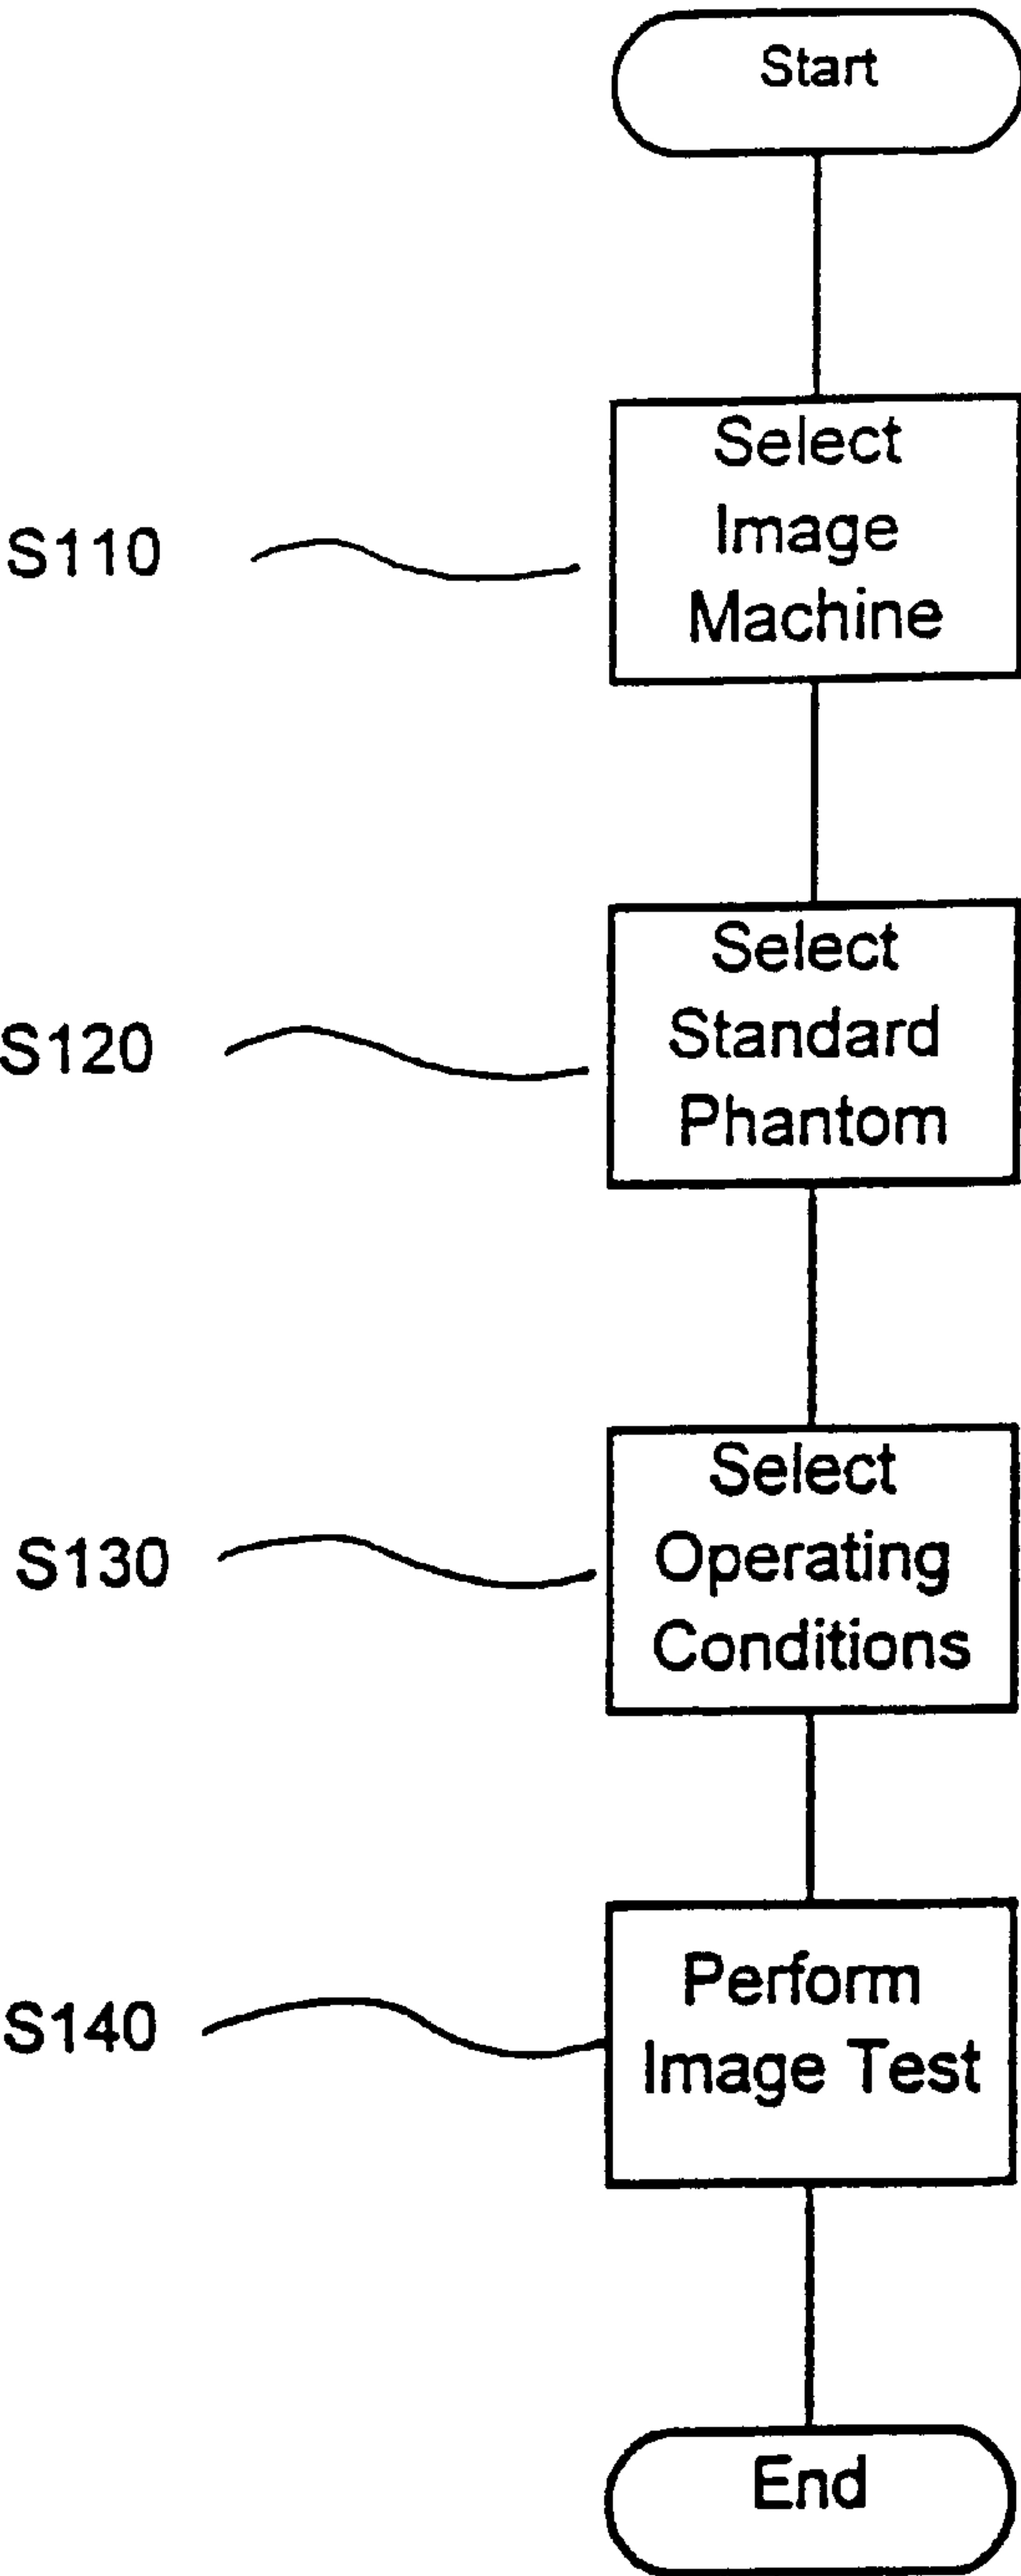 Start
S110
Select
Image
Machine
S120
Select
Standard
Phantom
S130
Select
Operating
Conditions
S140
Perform
Image Test
End